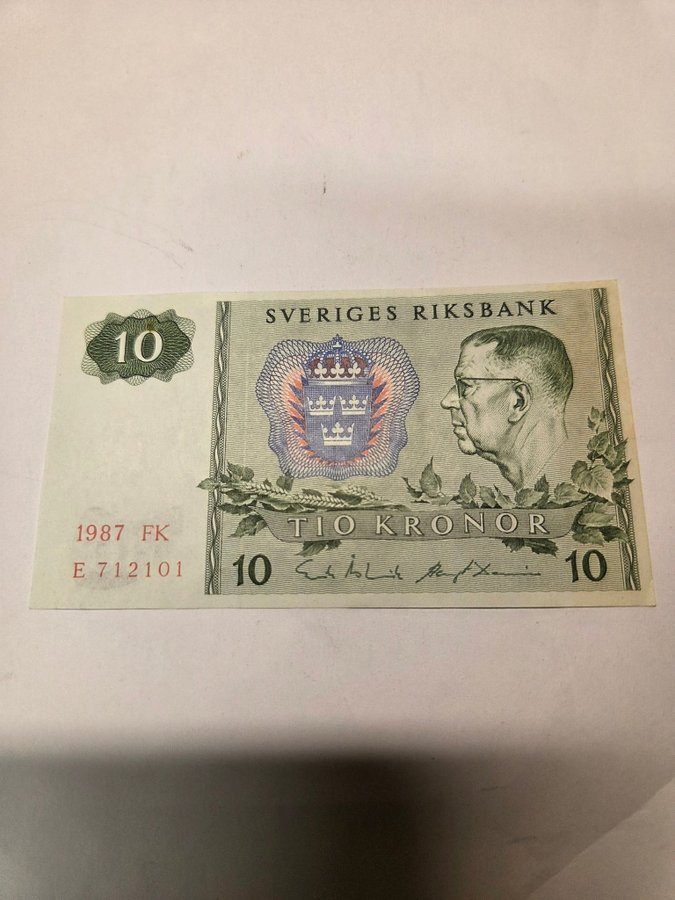 10
SVERIGES RIKSBANK
TIO KRONOR
1987 FK
E 712101
10
10